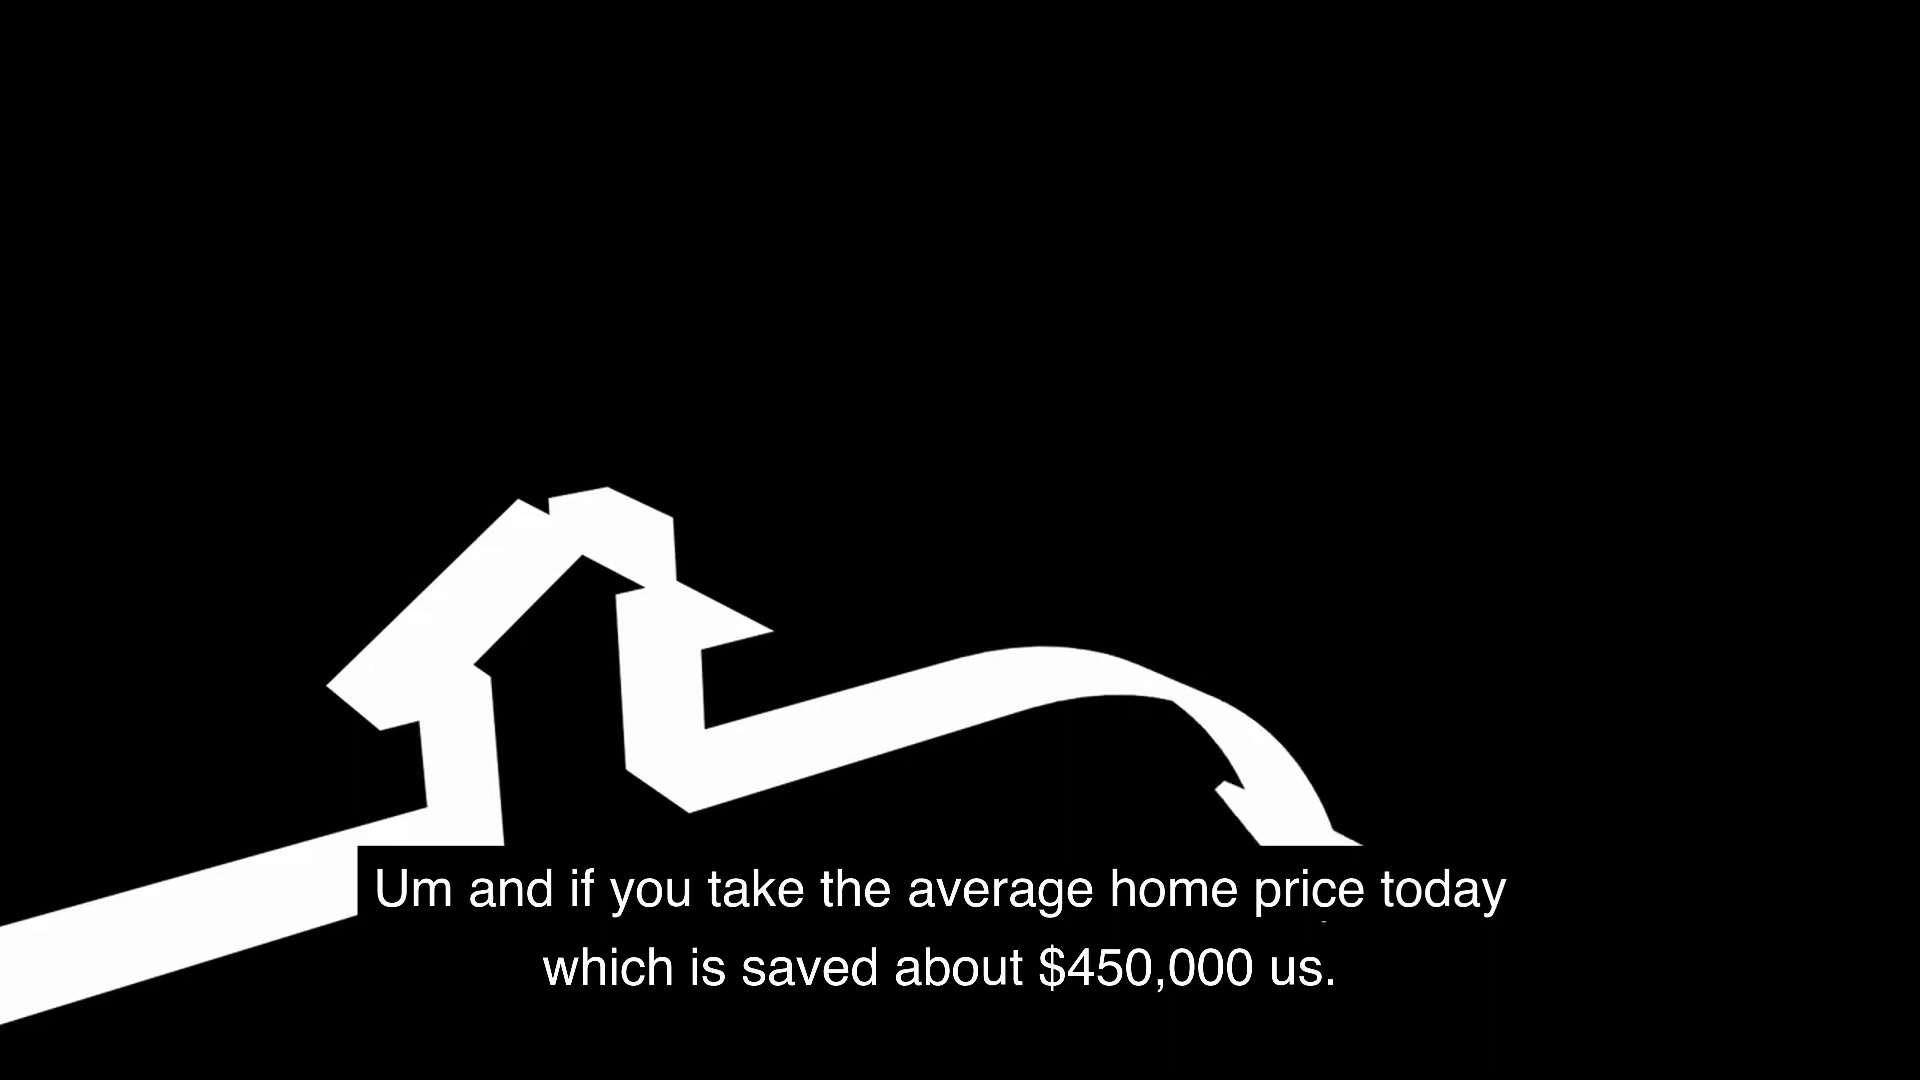 Um and if you take the average home price today
which is saved about $450,000 us.